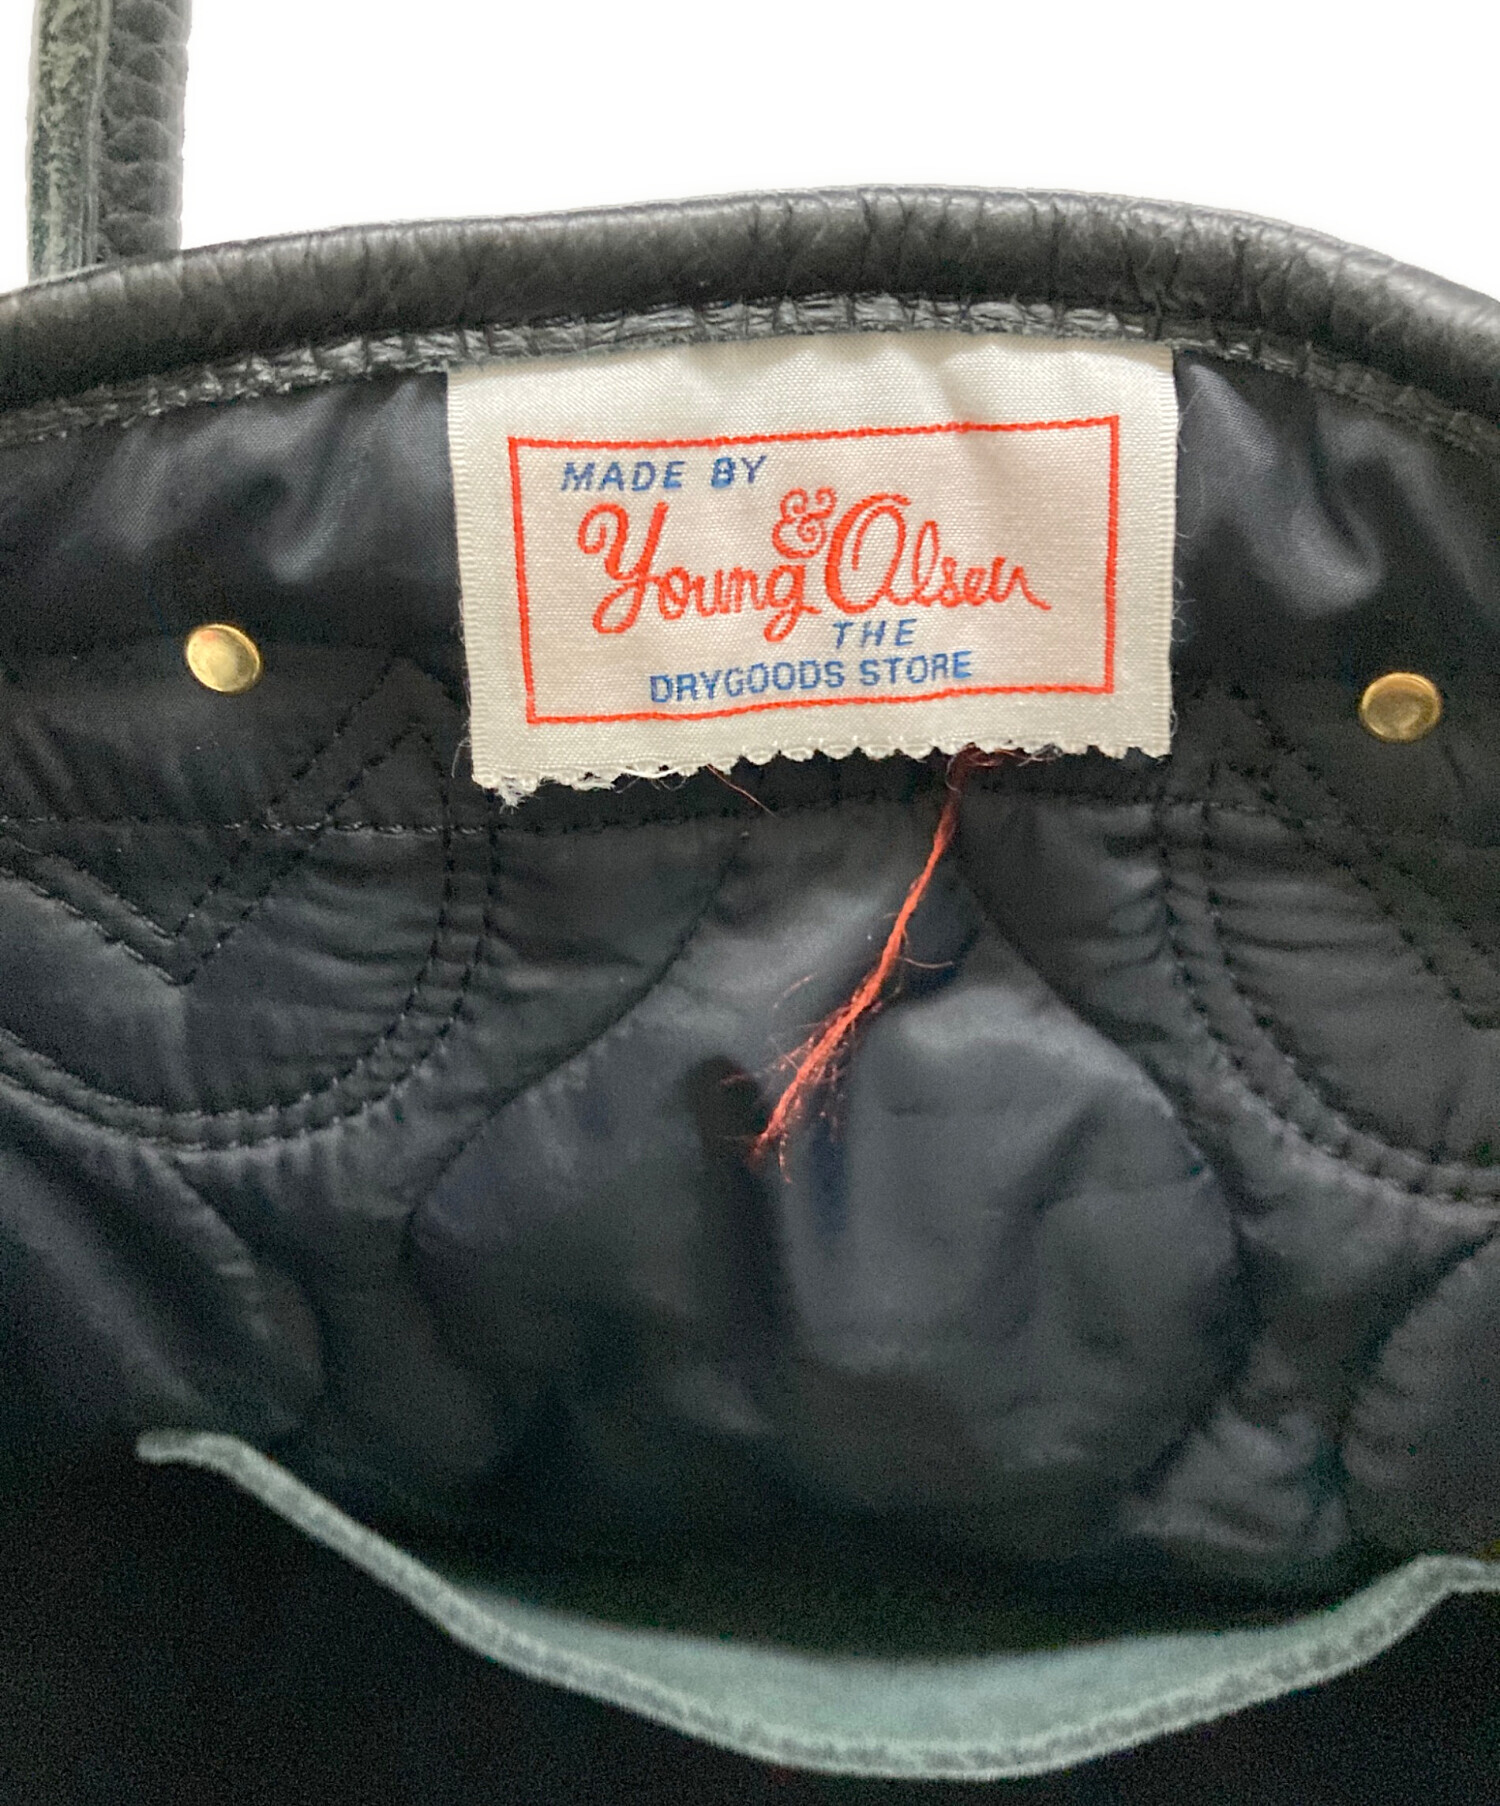 MADE BY
Young & Olsen
THE
DRYGOODS STORE